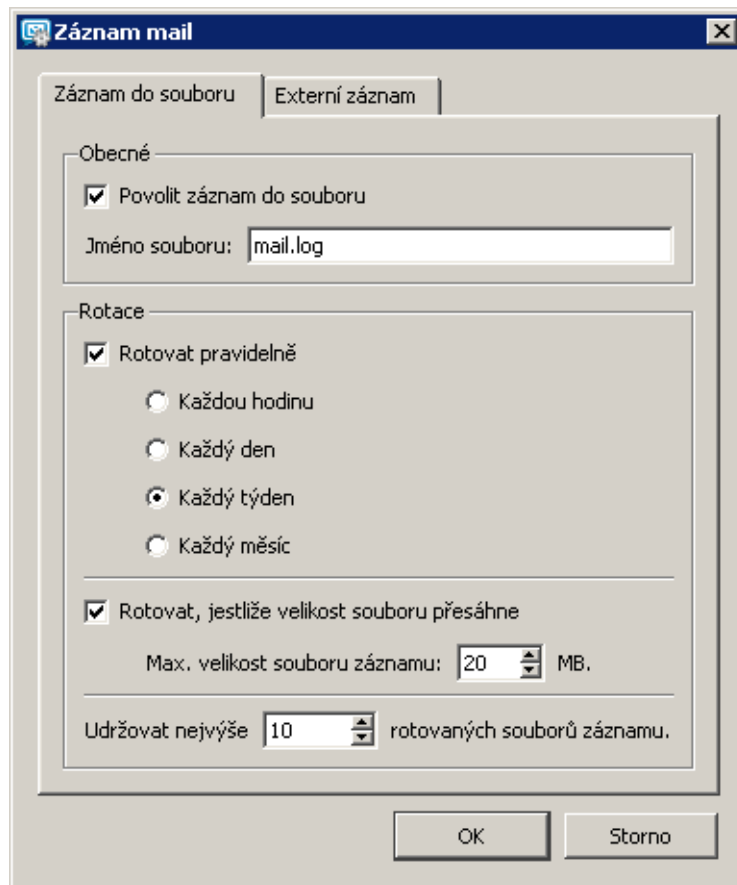 Záznam mail
Záznam do souboru
Externí záznam
Obecné
Povolit záznam do souboru
Jméno souboru: mail.log
Rotace
Rotovat pravidelně
Každou hodinu
Každý den
Každý týden
Každý měsíc
Rotovat, jestliže velikost souboru přesáhne
Max. velikost souboru záznamu: 20 MB.
Udržovat nejvýše 10 rotovaných souborů záznamu.
OK
Storno